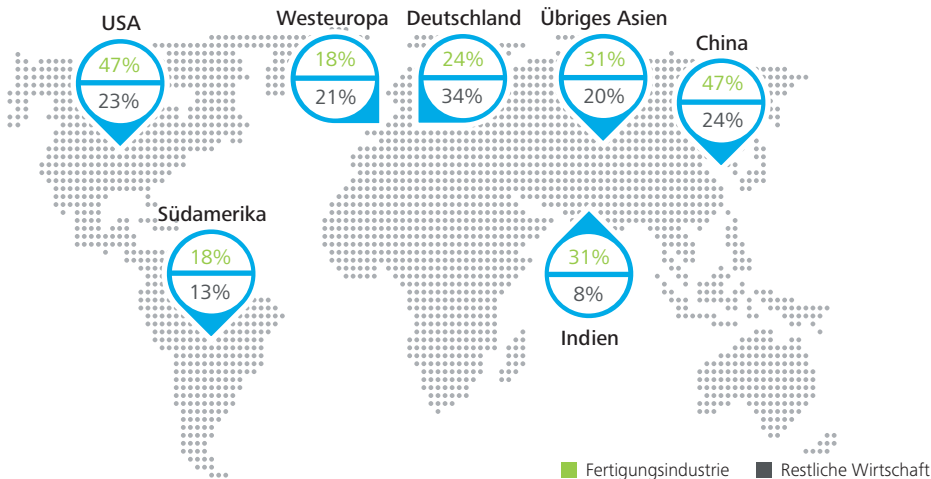 USA
47%
23%
Westeuropa
18%
21%
Deutschland
24%
34%
Übriges Asien
31%
20%
China
47%
24%
Südamerika
18%
13%
31%
8%
Indien
Fertigungsindustrie
Restliche Wirtschaft